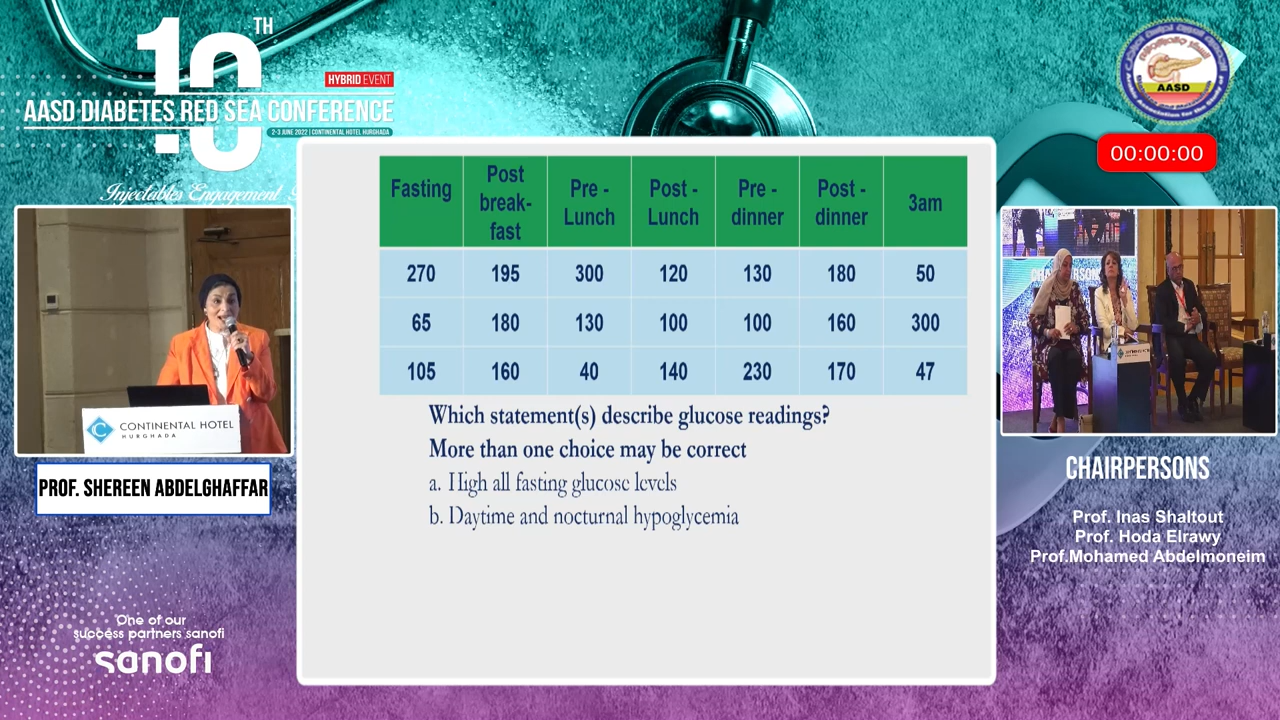 10TH
HYBRID EVENT
AASD DIABETES RED SEA CONFERENCE
2-3 JUNE 2022 | CONTINENTAL HOTEL HURGHADA
Injectables Engagement
AASD
00:00:00
Fasting Post break-fast Pre - Lunch Post - Lunch Pre - dinner Post - dinner 3am
270 195 300 120 130 180 50
65 180 130 100 100 160 300
105 160 40 140 230 170 47
Which statement(s) describe glucose readings?
More than one choice may be correct
a. High all fasting glucose levels
b. Daytime and nocturnal hypoglycemia
CONTINENTAL HOTEL
HURGHADA
PROF. SHEREEN ABDELGHAFFAR
CHAIRPERSONS
Prof. Inas Shaltout
Prof. Hoda Elrawy
Prof.Mohamed Abdelmoneim
One of our
success partners sanofi
sanofi